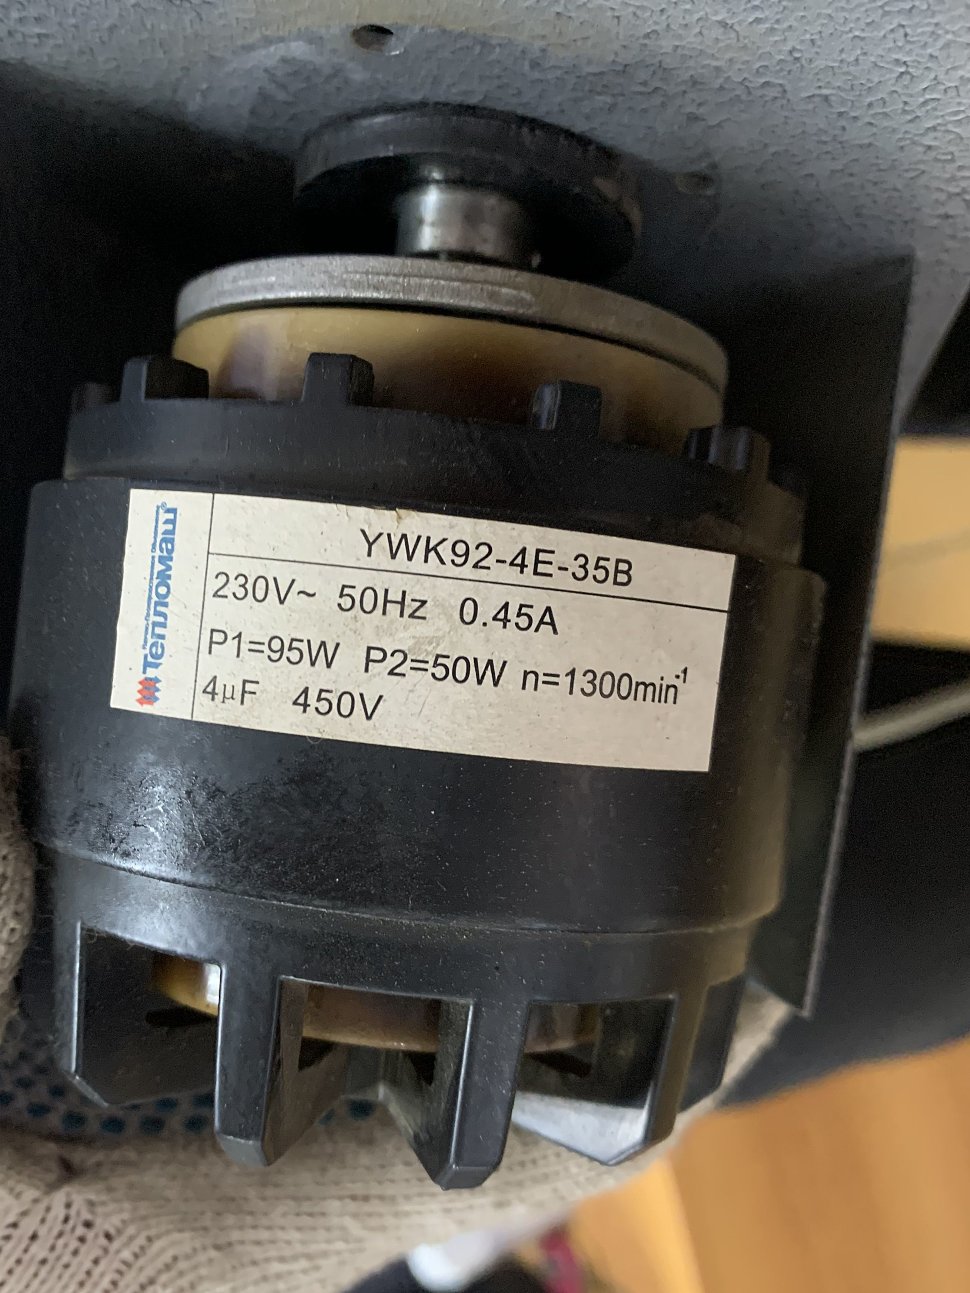 Тепломаш®
YWK92-4E-35B
230V~ 50Hz 0.45A
P1=95W P2=50W n=1300min⁻¹
4µF 450V